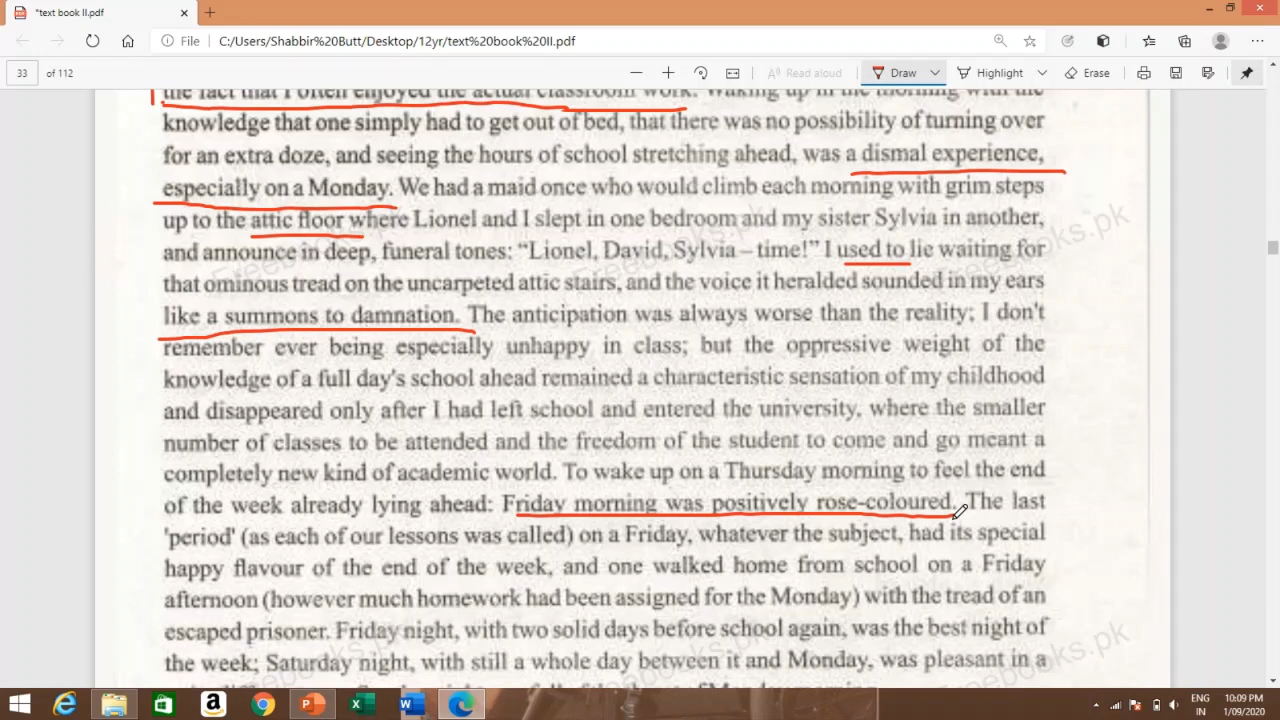 *text book II.pdf
File | C:/Users/Shabbir%20Butt/Desktop/12yr/text%20book%20II.pdf
33 of 112 Read aloud Draw Highlight Erase
the fact that I often enjoyed the actual classroom work. Waking up in the morning with the
knowledge that one simply had to get out of bed, that there was no possibility of turning over
for an extra doze, and seeing the hours of school stretching ahead, was a dismal experience,
especially on a Monday. We had a maid once who would climb each morning with grim steps
up to the attic floor where Lionel and I slept in one bedroom and my sister Sylvia in another,
and announce in deep, funeral tones: “Lionel, David, Sylvia – time!” I used to lie waiting for
that ominous tread on the uncarpeted attic stairs, and the voice it heralded sounded in my ears
like a summons to damnation. The anticipation was always worse than the reality; I don't
remember ever being especially unhappy in class; but the oppressive weight of the
knowledge of a full day's school ahead remained a characteristic sensation of my childhood
and disappeared only after I had left school and entered the university, where the smaller
number of classes to be attended and the freedom of the student to come and go meant a
completely new kind of academic world. To wake up on a Thursday morning to feel the end
of the week already lying ahead: Friday morning was positively rose-coloured. The last
'period' (as each of our lessons was called) on a Friday, whatever the subject, had its special
happy flavour of the end of the week, and one walked home from school on a Friday
afternoon (however much homework had been assigned for the Monday) with the tread of an
escaped prisoner. Friday night, with two solid days before school again, was the best night of
the week; Saturday night, with still a whole day between it and Monday, was pleasant in a
Freebooks.pk
Freebooks.pk
Freebooks.pk
Freebooks.pk
ENG 10:09 PM
IN 1/09/2020